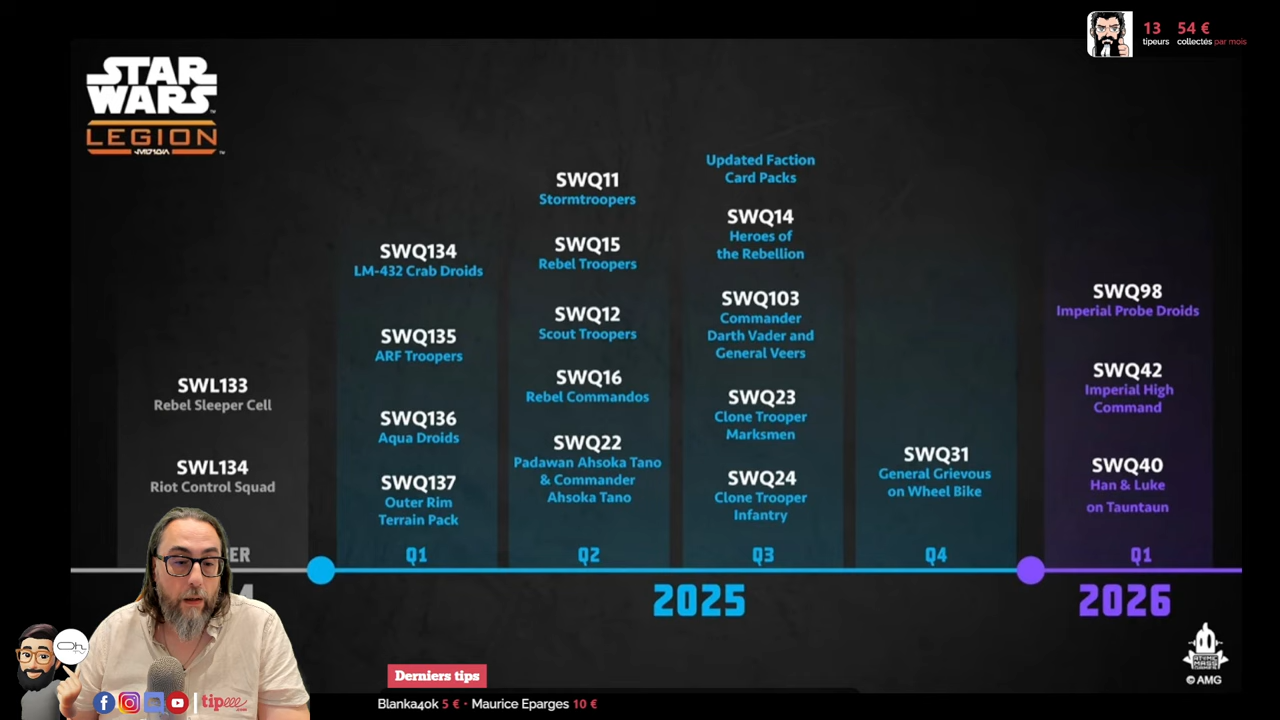 13 54 €
tipeurs collectés par mois
STAR
WARS
LEGION
SWL133
Rebel Sleeper Cell
SWL134
Riot Control Squad
SWQ134
LM-432 Crab Droids
SWQ135
ARF Troopers
SWQ136
Aqua Droids
SWQ137
Outer Rim
Terrain Pack
Q1
SWQ11
Stormtroopers
SWQ15
Rebel Troopers
SWQ12
Scout Troopers
SWQ16
Rebel Commandos
SWQ22
Padawan Ahsoka Tano
& Commander
Ahsoka Tano
Q2
Updated Faction
Card Packs
SWQ14
Heroes of
the Rebellion
SWQ103
Commander
Darth Vader and
General Veers
SWQ23
Clone Trooper
Marksmen
SWQ24
Clone Trooper
Infantry
Q3
SWQ31
General Grievous
on Wheel Bike
Q4
SWQ98
Imperial Probe Droids
SWQ42
Imperial High
Command
SWQ40
Han & Luke
on Tauntaun
Q1
2025
2026
ATOMIC
MASS
© AMG
tipeee
Derniers tips
Blanka40k 5 € • Maurice Eparges 10 €